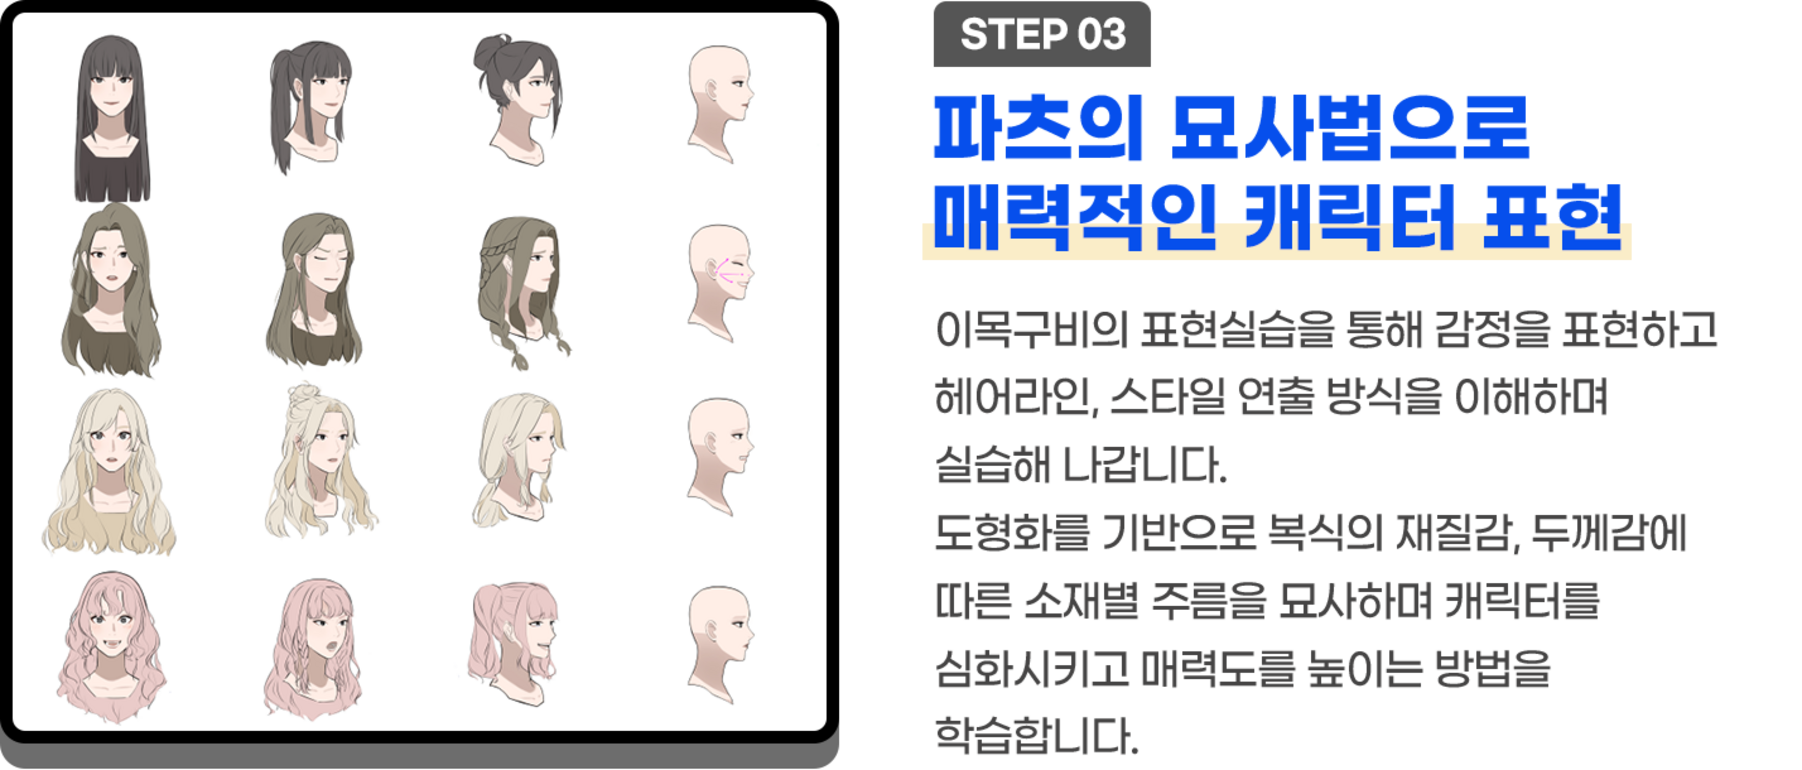 STEP 03
파츠의 묘사법으로
매력적인 캐릭터 표현
이목구비의 표현실습을 통해 감정을 표현하고
헤어라인, 스타일 연출 방식을 이해하며
실습해 나갑니다.
도형화를 기반으로 복식의 재질감, 두께감에
따른 소재별 주름을 묘사하며 캐릭터를
심화시키고 매력도를 높이는 방법을
학습합니다.